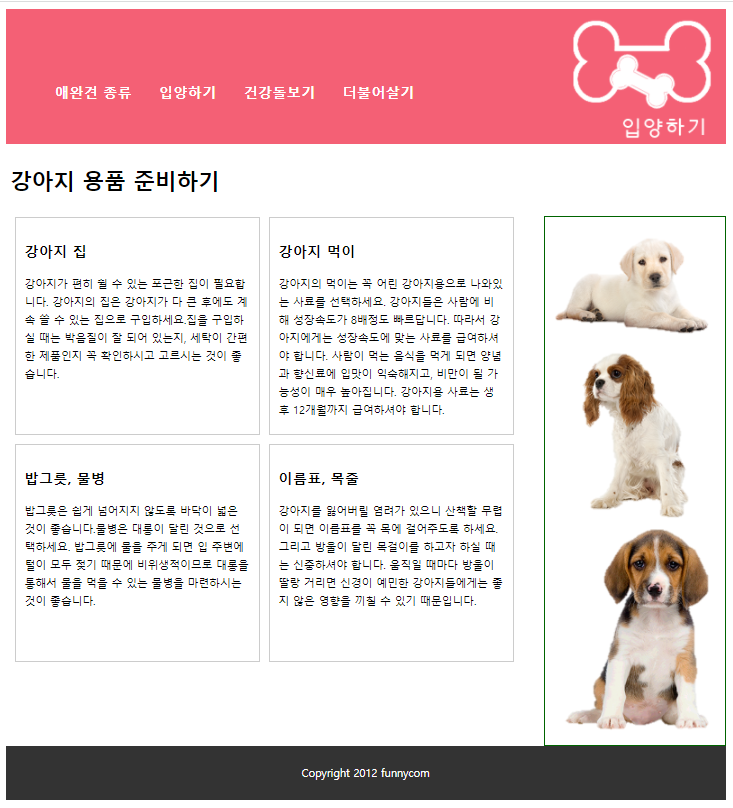 애완견 종류 입양하기 건강돌보기 더불어살기
입양하기
강아지 용품 준비하기
강아지 집
강아지가 편히 쉴 수 있는 포근한 집이 필요합
니다. 강아지의 집은 강아지가 다 큰 후에도 계
속 쓸 수 있는 집으로 구입하세요.집을 구입하
실 때는 박음질이 잘 되어 있는지, 세탁이 간편
한 제품인지 꼭 확인하시고 고르시는 것이 좋
습니다.
강아지 먹이
강아지의 먹이는 꼭 어린 강아지용으로 나와있
는 사료를 선택하세요. 강아지들은 사람에 비
해 성장속도가 8배정도 빠르답니다. 따라서 강
아지에게는 성장속도에 맞는 사료를 급여하셔
야 합니다. 사람이 먹는 음식을 먹게 되면 양념
과 향신료에 입맛이 익숙해지고, 비만이 될 가
능성이 매우 높아집니다. 강아지용 사료는 생
후 12개월까지 급여하셔야 합니다.
밥그릇, 물병
밥그릇은 쉽게 넘어지지 않도록 바닥이 넓은
것이 좋습니다.물병은 대롱이 달린 것으로 선
택하세요. 밥그릇에 물을 주게 되면 입 주변에
털이 모두 젖기 때문에 비위생적이므로 대롱을
통해서 물을 먹을 수 있는 물병을 마련하시는
것이 좋습니다.
이름표, 목줄
강아지를 잃어버릴 염려가 있으니 산책할 무렵
이 되면 이름표를 꼭 목에 걸어주도록 하세요.
그리고 방울이 달린 목걸이를 하고자 하실 때
는 신중하셔야 합니다. 움직일 때마다 방울이
딸랑 거리면 신경이 예민한 강아지들에게는 좋
지 않은 영향을 끼칠 수 있기 때문입니다.
Copyright 2012 funnycom